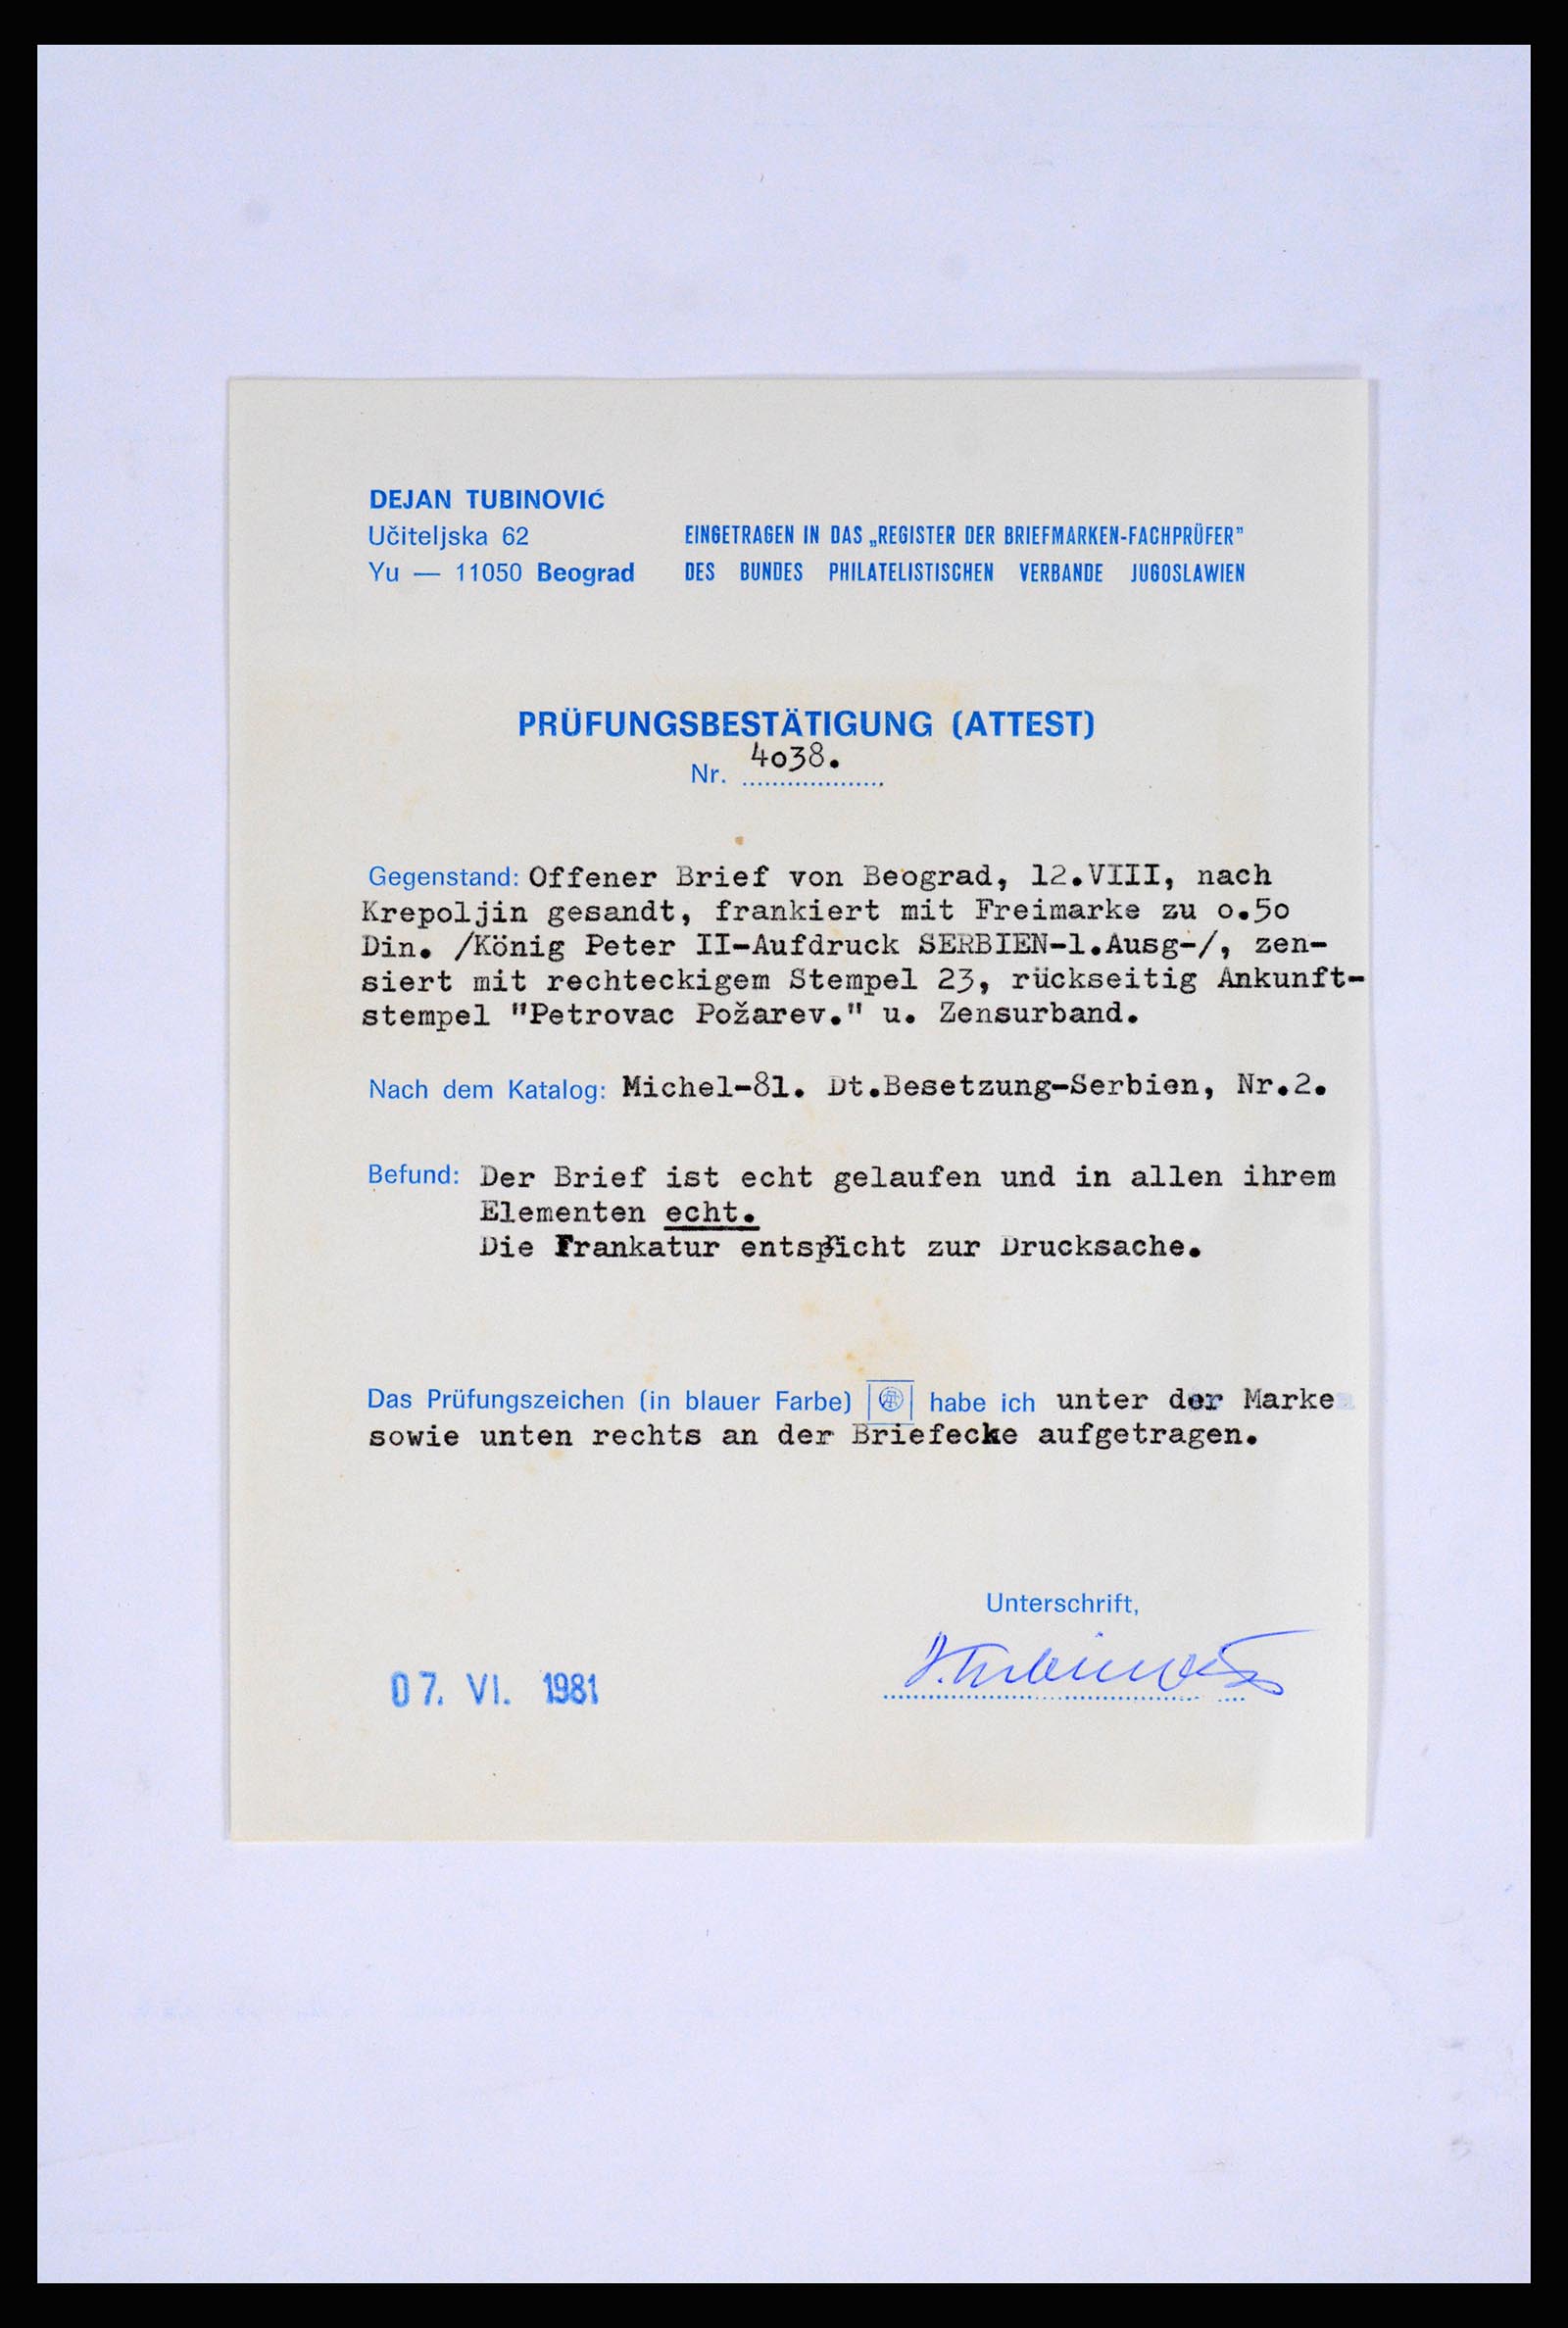 DEJAN TUBINOVIĆ
Učiteljska 62
Yu — 11050 Beograd
EINGETRAGEN IN DAS „REGISTER DER BRIEFMARKEN-FACHPRÜFER”
DES BUNDES PHILATELISTISCHEN VERBANDE JUGOSLAWIEN
PRÜFUNGSBESTÄTIGUNG (ATTEST)
Nr. 4038.
Gegenstand: Offener Brief von Beograd, 12.VIII, nach
Krepoljin gesandt, frankiert mit Freimarke zu o.5o
Din. /König Peter II-Aufdruck SERBIEN-1.Ausg-/, zen-
siert mit rechteckigem Stempel 23, rückseitig Ankunft-
stempel "Petrovac Požarev." u. Zensurband.
Nach dem Katalog: Michel-81. Dt.Besetzung-Serbien, Nr.2.
Befund: Der Brief ist echt gelaufen und in allen ihrem
Elementen echt.
Die Frankatur entspricht zur Drucksache.
Das Prüfungszeichen (in blauer Farbe) habe ich unter der Marke
sowie unten rechts an der Briefecke aufgetragen.
Unterschrift,
D. Tubinović
07. VI. 1981